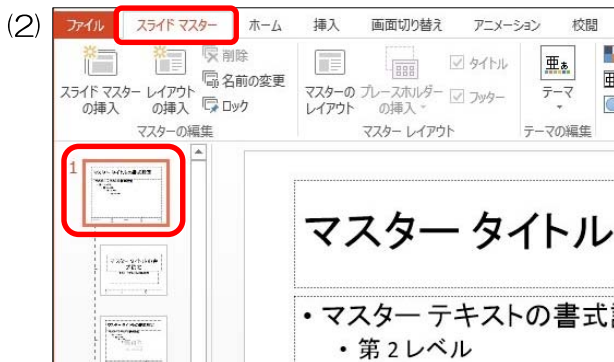 (2)
ファイル スライド マスター ホーム 挿入 画面切り替え アニメーション 校閲
スライド マスター の挿入
レイアウト の挿入
削除
名前の変更
ロック
マスターの レイアウト
プレースホルダー の挿入
タイトル
フッター
亜ぁ
テーマ
マスターの編集 マスター レイアウト テーマの編集
1
マスター タイトル
• マスター テキストの書式
• 第 2 レベル